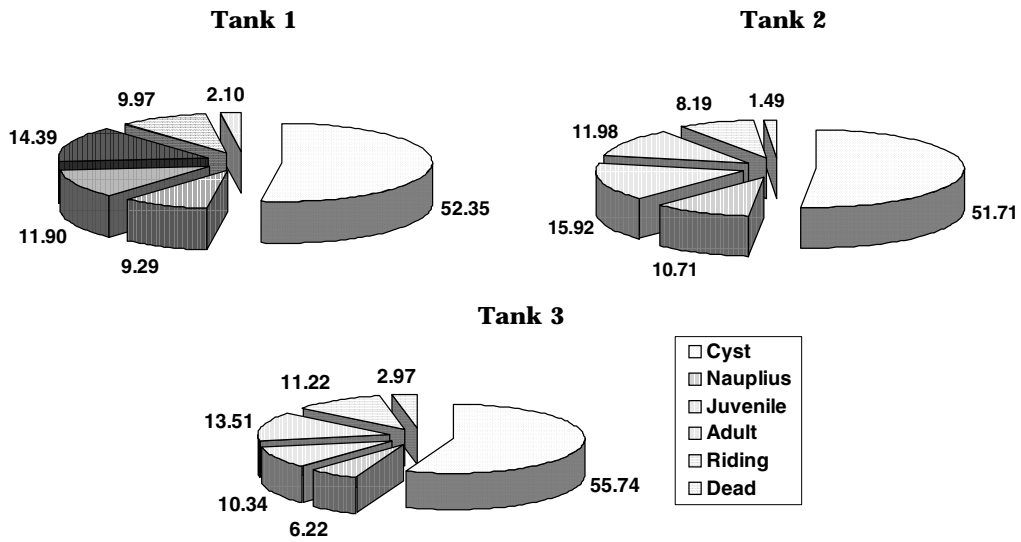 Tank 1
Tank 2
9.97
2.10
14.39
52.35
11.90
9.29
8.19
1.49
11.98
51.71
15.92
10.71
Tank 3
11.22
2.97
13.51
55.74
10.34
6.22
Cyst
Nauplius
Juvenile
Adult
Riding
Dead